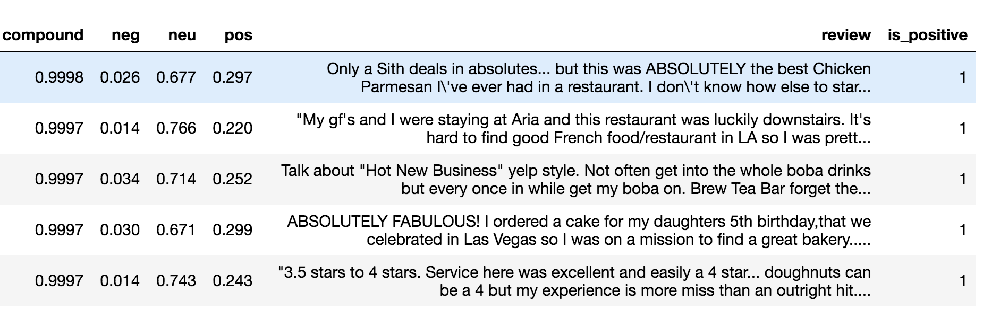 compound neg neu pos review is_positive
0.9998 0.026 0.677 0.297 Only a Sith deals in absolutes... but this was ABSOLUTELY the best Chicken
Parmesan I\'ve ever had in a restaurant. I don\'t know how else to star... 1
0.9997 0.014 0.766 0.220 "My gf's and I were staying at Aria and this restaurant was luckily downstairs. It's
hard to find good French food/restaurant in LA so I was prett... 1
0.9997 0.034 0.714 0.252 Talk about "Hot New Business" yelp style. Not often get into the whole boba drinks
but every once in while get my boba on. Brew Tea Bar forget the... 1
0.9997 0.030 0.671 0.299 ABSOLUTELY FABULOUS! I ordered a cake for my daughters 5th birthday,that we
celebrated in Las Vegas so I was on a mission to find a great bakery..... 1
0.9997 0.014 0.743 0.243 "3.5 stars to 4 stars. Service here was excellent and easily a 4 star... doughnuts can
be a 4 but my experience is more miss than an outright hit.... 1